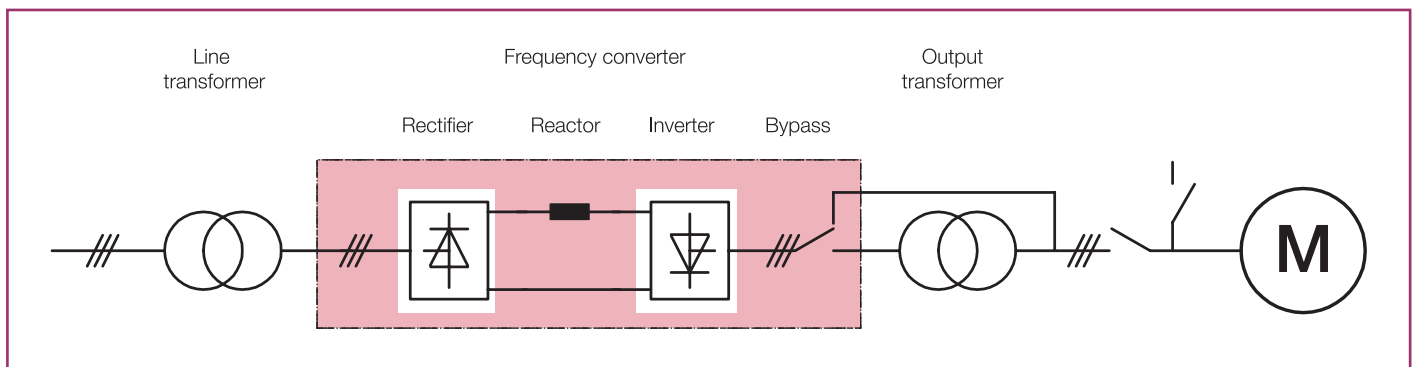 Line
transformer
Frequency converter
Output
transformer
Rectifier
Reactor
Inverter
Bypass
M